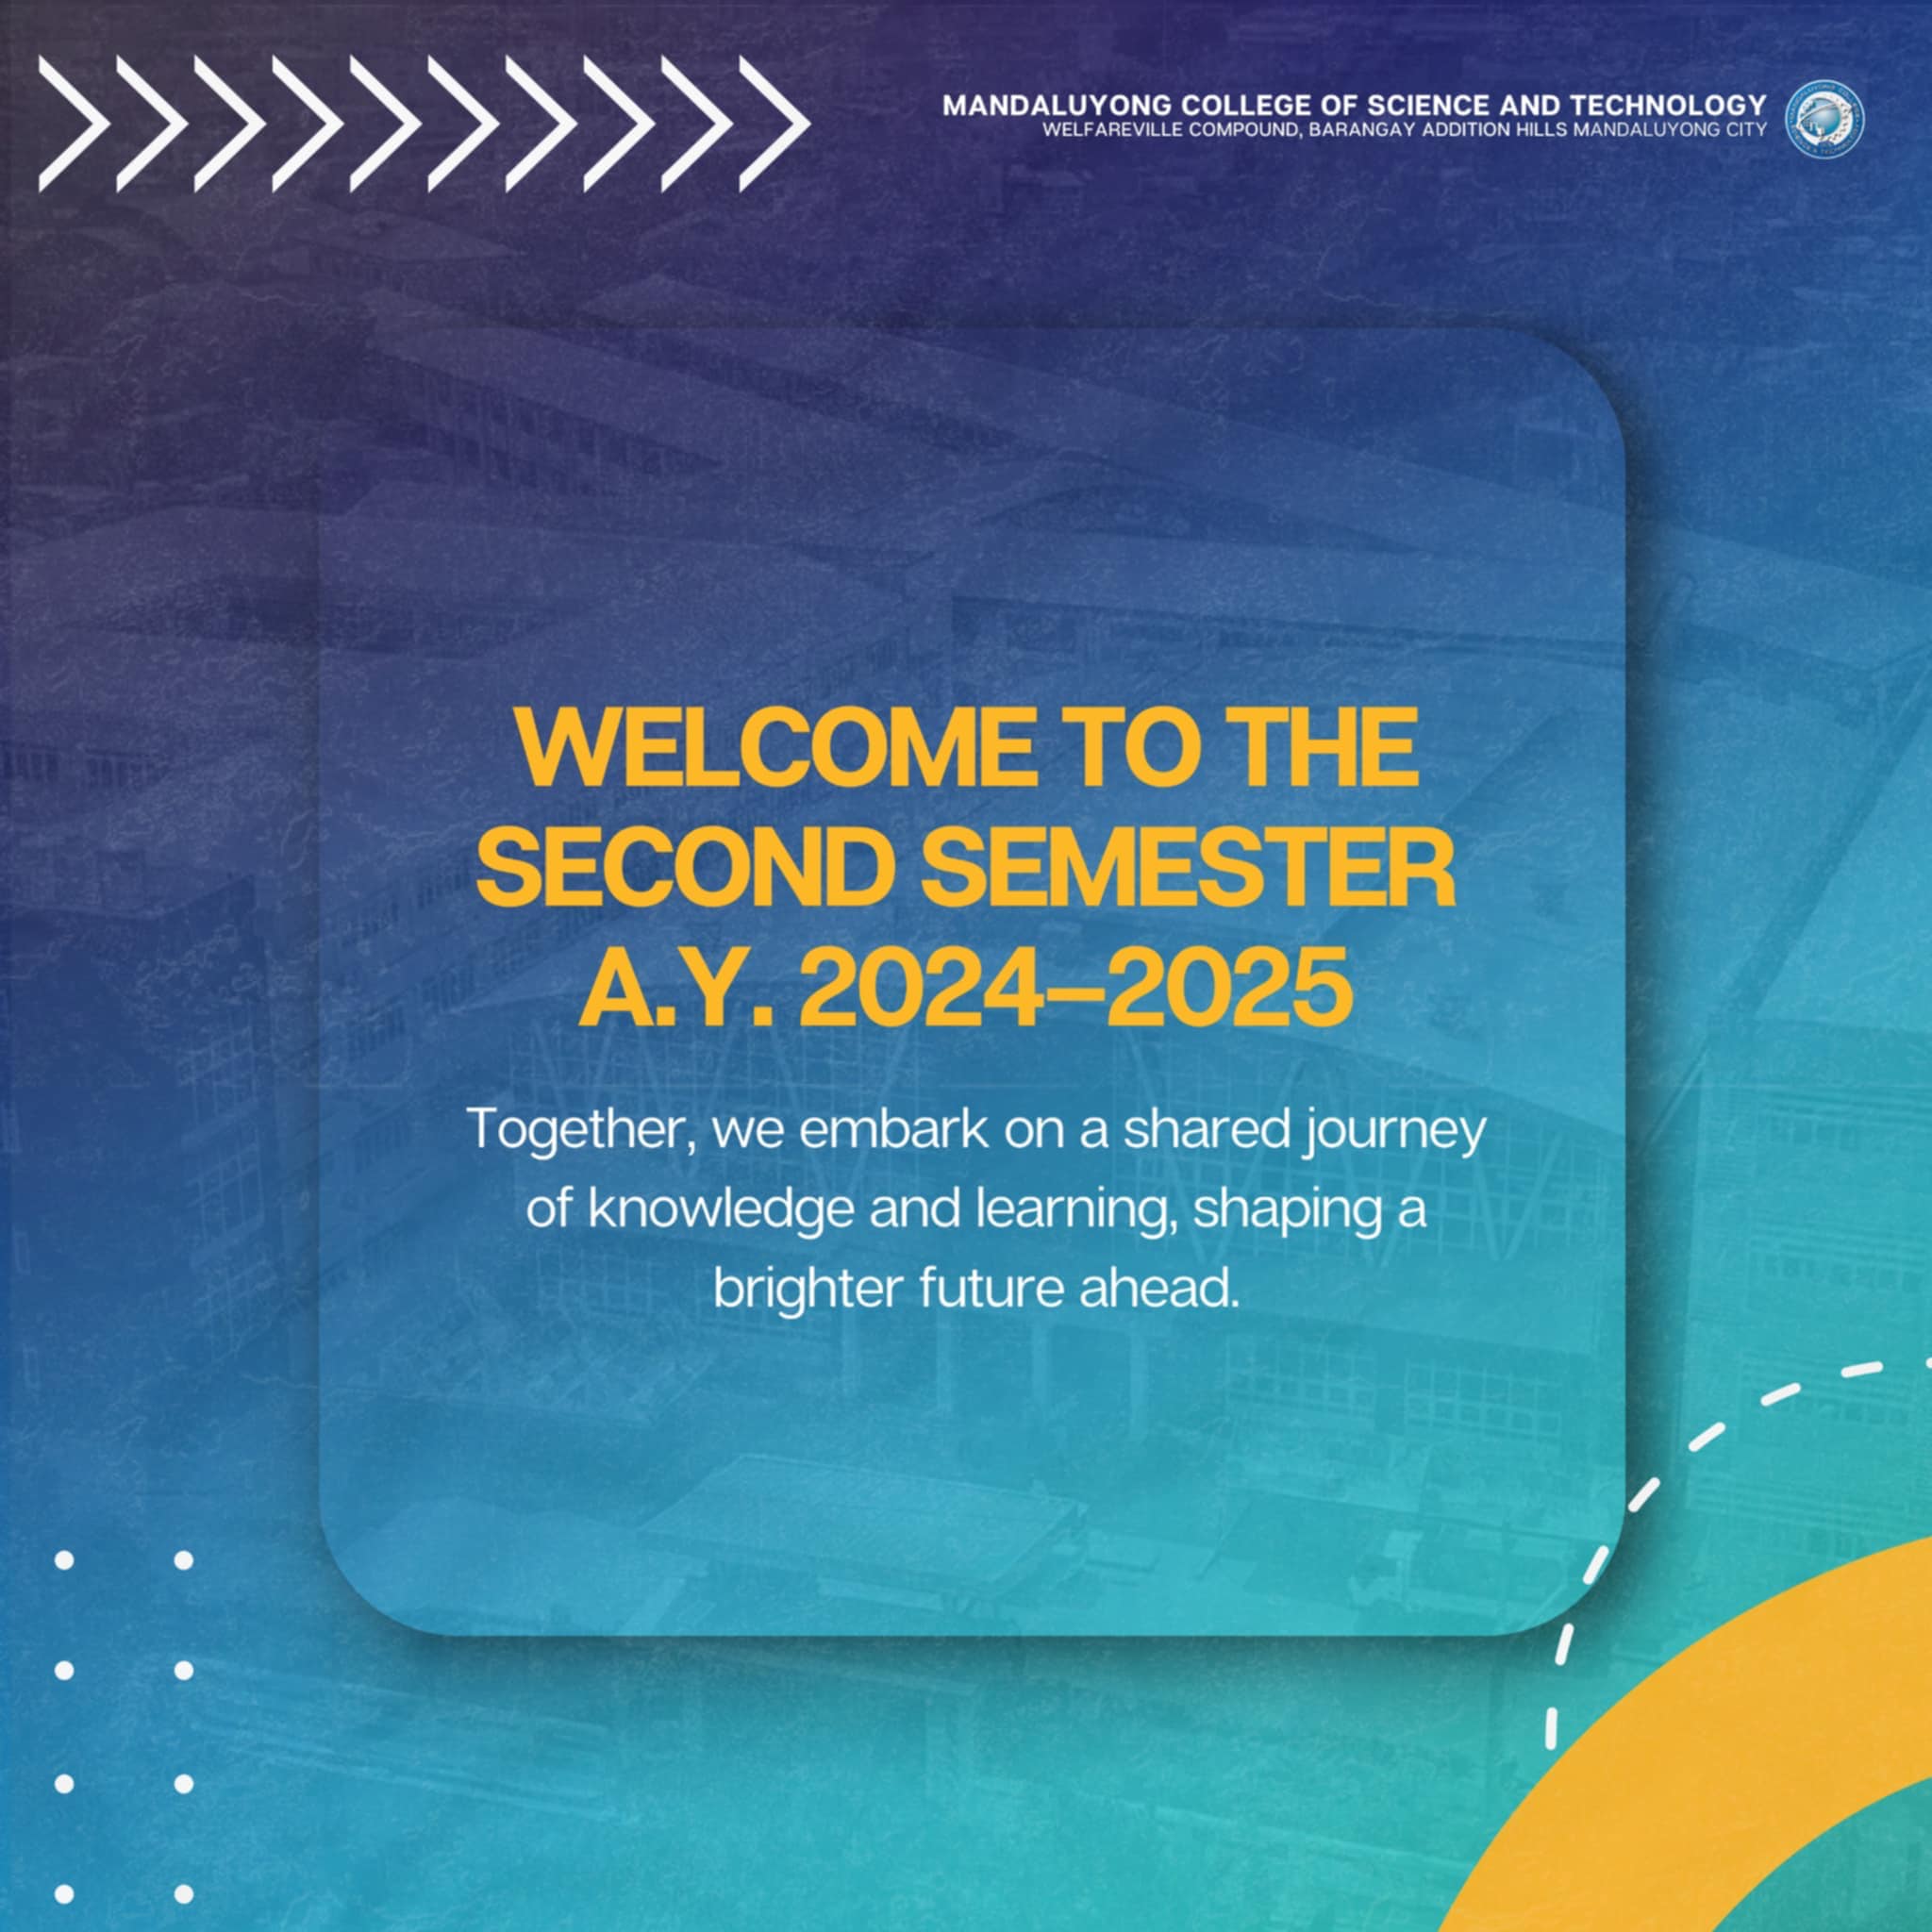 MANDALUYONG COLLEGE OF SCIENCE AND TECHNOLOGY
WELFAREVILLE COMPOUND, BARANGAY ADDITION HILLS MANDALUYONG CITY
WELCOME TO THE
SECOND SEMESTER
A.Y. 2024–2025
Together, we embark on a shared journey
of knowledge and learning, shaping a
brighter future ahead.